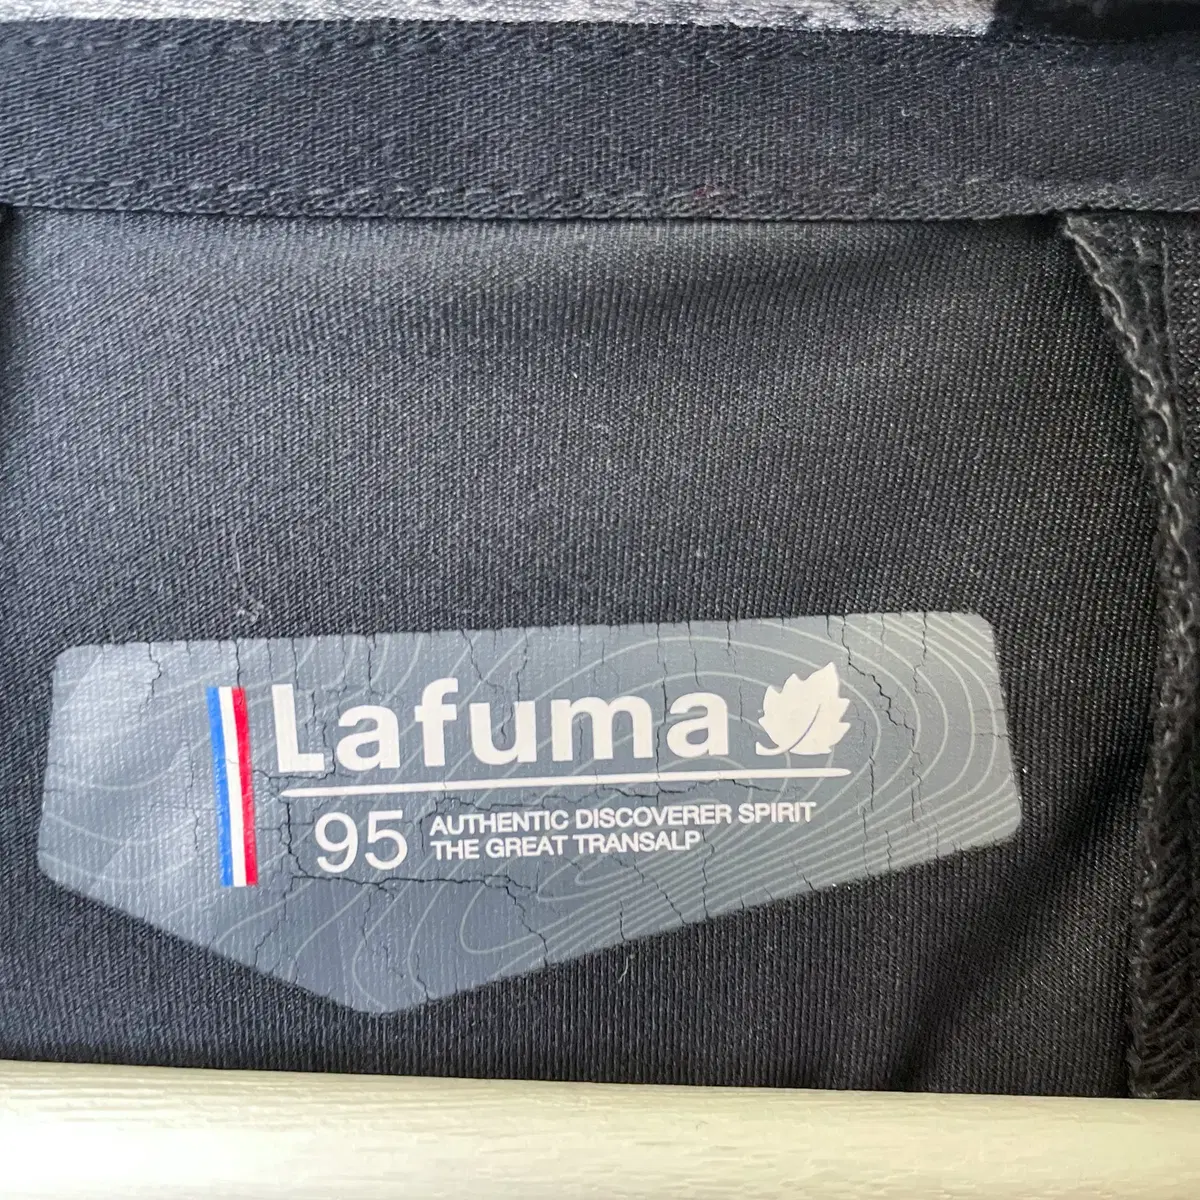 Lafuma
95 AUTHENTIC DISCOVERER SPIRIT
THE GREAT TRANSALP